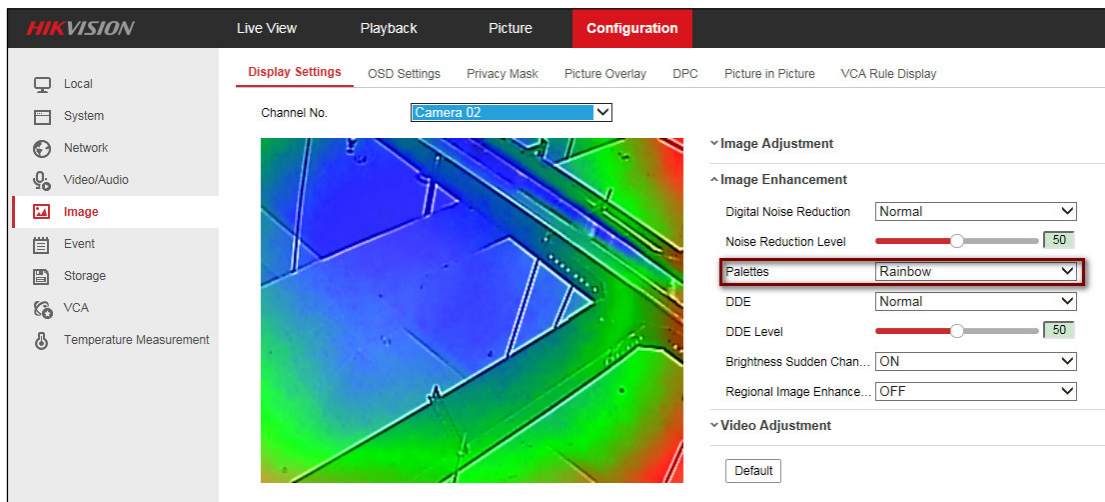 HIKVISION
Live View Playback Picture Configuration
Local
System
Network
Video/Audio
Image
Event
Storage
VCA
Temperature Measurement
Display Settings OSD Settings Privacy Mask Picture Overlay DPC Picture in Picture VCA Rule Display
Channel No. Camera 02
Image Adjustment
Image Enhancement
Digital Noise Reduction Normal
Noise Reduction Level 50
Palettes Rainbow
DDE Normal
DDE Level 50
Brightness Sudden Chan... ON
Regional Image Enhance... OFF
Video Adjustment
Default